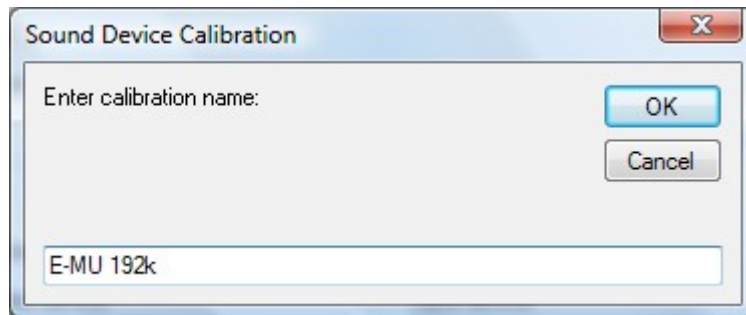 Sound Device Calibration
Enter calibration name:
OK
Cancel
E-MU 192k